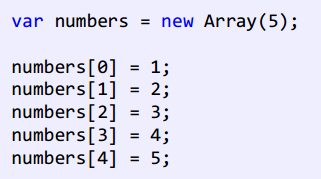 var numbers = new Array(5);
numbers[0] = 1;
numbers[1] = 2;
numbers[2] = 3;
numbers[3] = 4;
numbers[4] = 5;